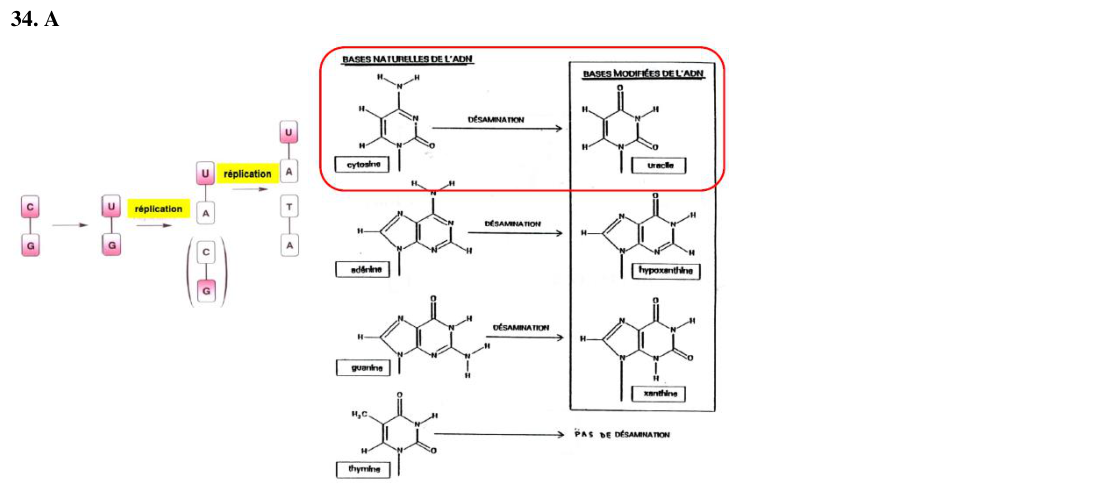 34. A
C
G
U
G
réplication
U
A
C
G
réplication
U
A
T
A
BASES NATURELLES DE L'ADN
BASES MODIFIÉES DE L'ADN
H H
N
H
H
N
N
O
cytosine
DÉSAMINATION
O
H
H
N
H
N
O
uracile
H H
N
N
N
H
N
N
H
adénine
DÉSAMINATION
O
N
N
H
H
N
N
H
hypoxanthine
O
N
N
H
H
N
N
N
H
H
guanine
DÉSAMINATION
O
N
N
H
H
N
N
O
H
xanthine
O
H₃C
N
H
H
N
O
thymine
PAS DE DÉSAMINATION